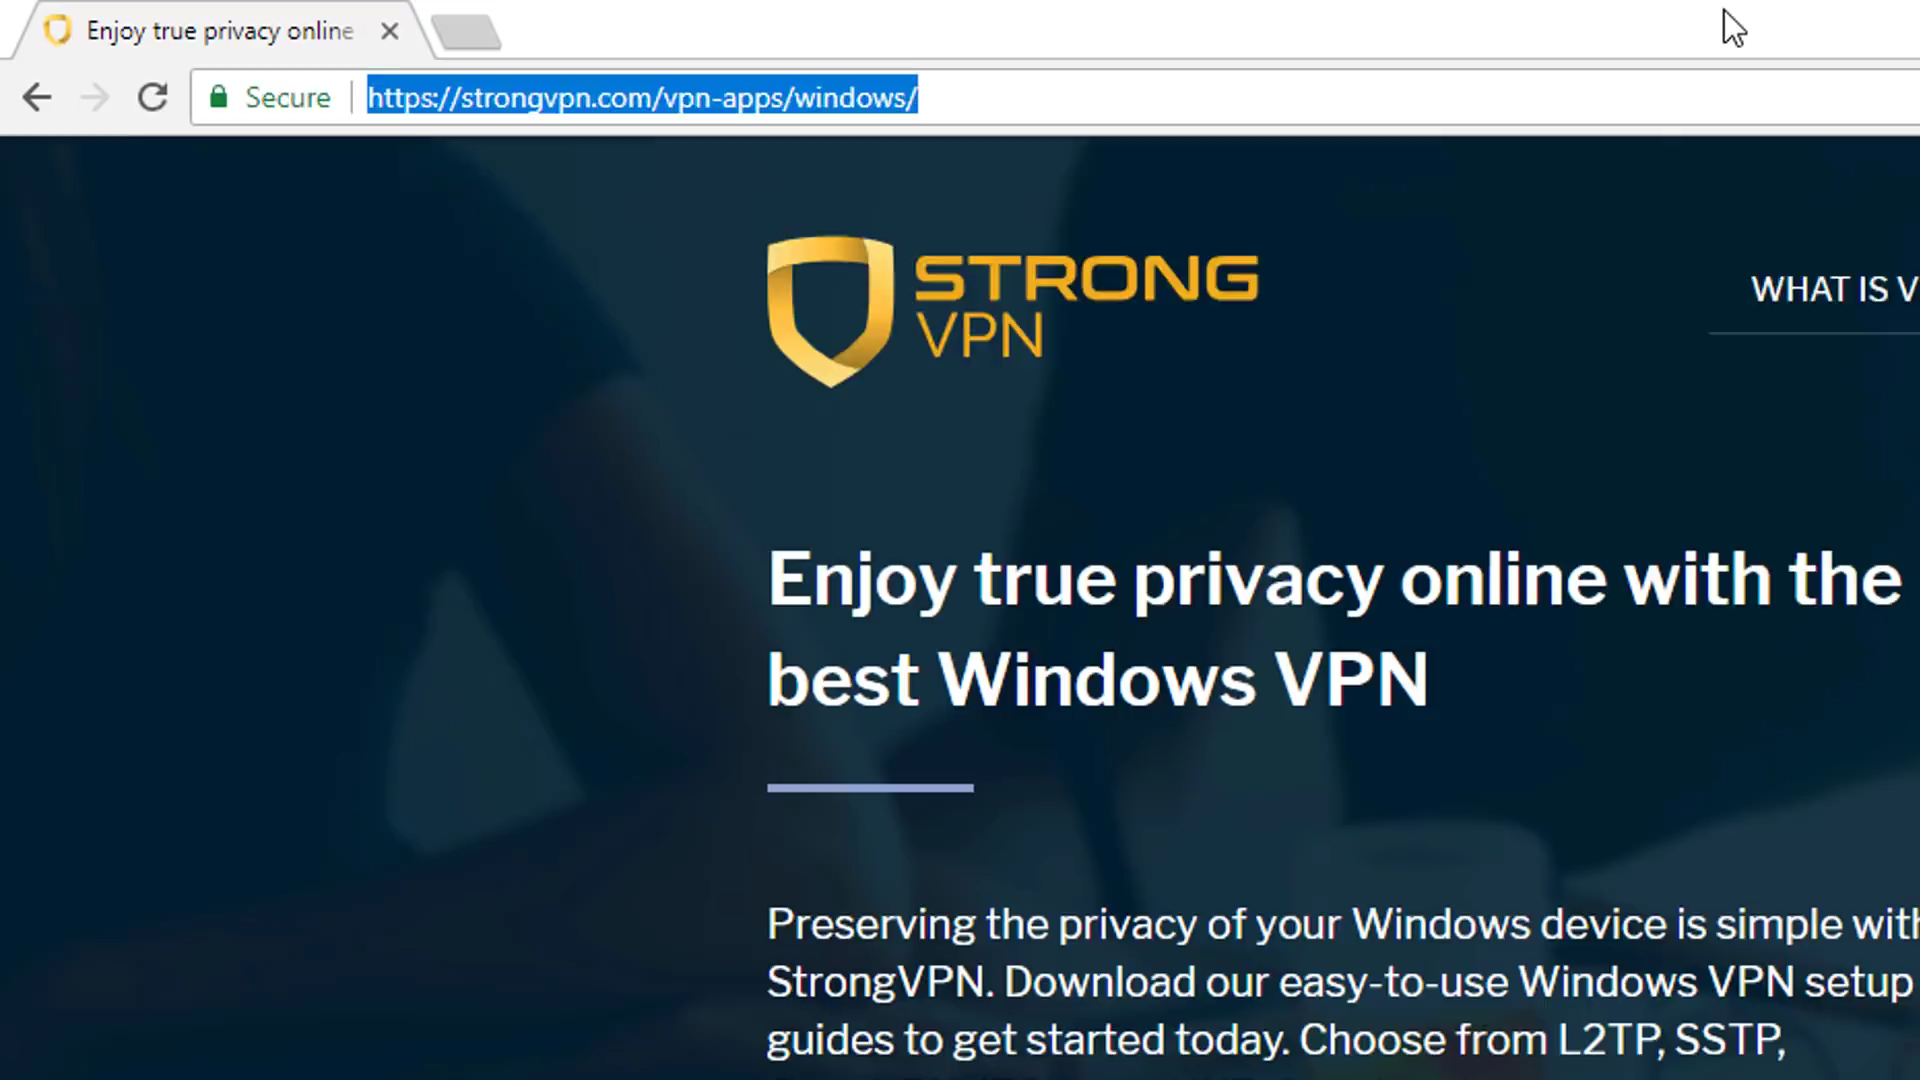 Enjoy true privacy online
Secure
https://strongvpn.com/vpn-apps/windows/
STRONG
VPN
WHAT IS V
Enjoy true privacy online with the
best Windows VPN
Preserving the privacy of your Windows device is simple with
StrongVPN. Download our easy-to-use Windows VPN setup
guides to get started today. Choose from L2TP, SSTP,